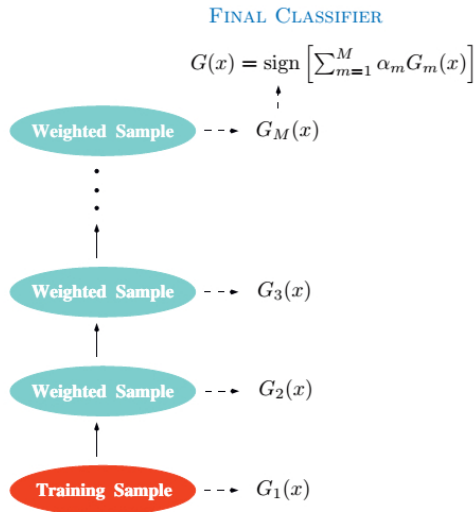 FINAL CLASSIFIER
G(x) = sign [∑_{m=1}^{M} α_m G_m(x)]
Weighted Sample G_M(x)
Weighted Sample G_3(x)
Weighted Sample G_2(x)
Training Sample G_1(x)